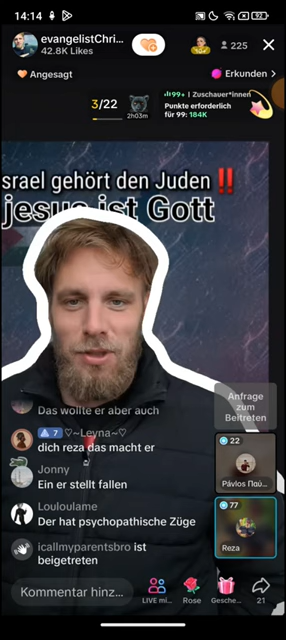 14:14
92
evangelistChri...
42.8K Likes
225
Angesagt
Erkunden >
3/22
2h03m
99+ | Zuschauer*innen
Punkte erforderlich
für 99: 184K
srael gehört den Juden ‼️
jesus ist Gott
Das wollte er aber auch
7 ♡~Leyna~♡
dich reza das macht er
Jonny
Ein er stellt fallen
Louloulame
Der hat psychopathische Züge
icallmyparentsbro ist
beigetreten
Anfrage
zum
Beitreten
22
Pávlos Παύ...
77
Reza
Kommentar hinz...
LIVE mi...
Rose
Gesche...
21